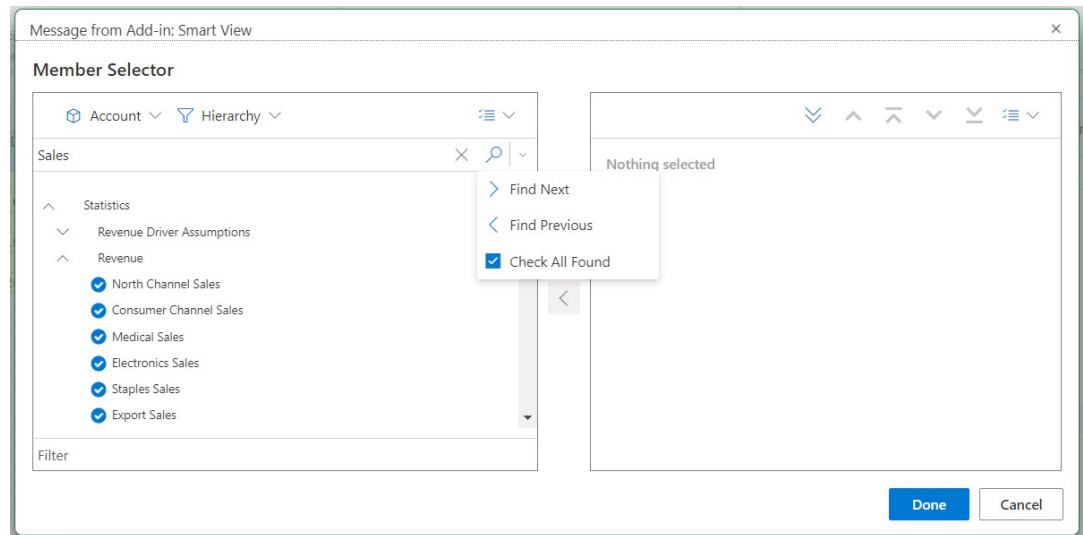 Message from Add-in: Smart View
Member Selector
Account Hierarchy
Sales
Nothing selected
Find Next
Find Previous
Check All Found
Statistics
Revenue Driver Assumptions
Revenue
North Channel Sales
Consumer Channel Sales
Medical Sales
Electronics Sales
Staples Sales
Export Sales
Filter
Done Cancel